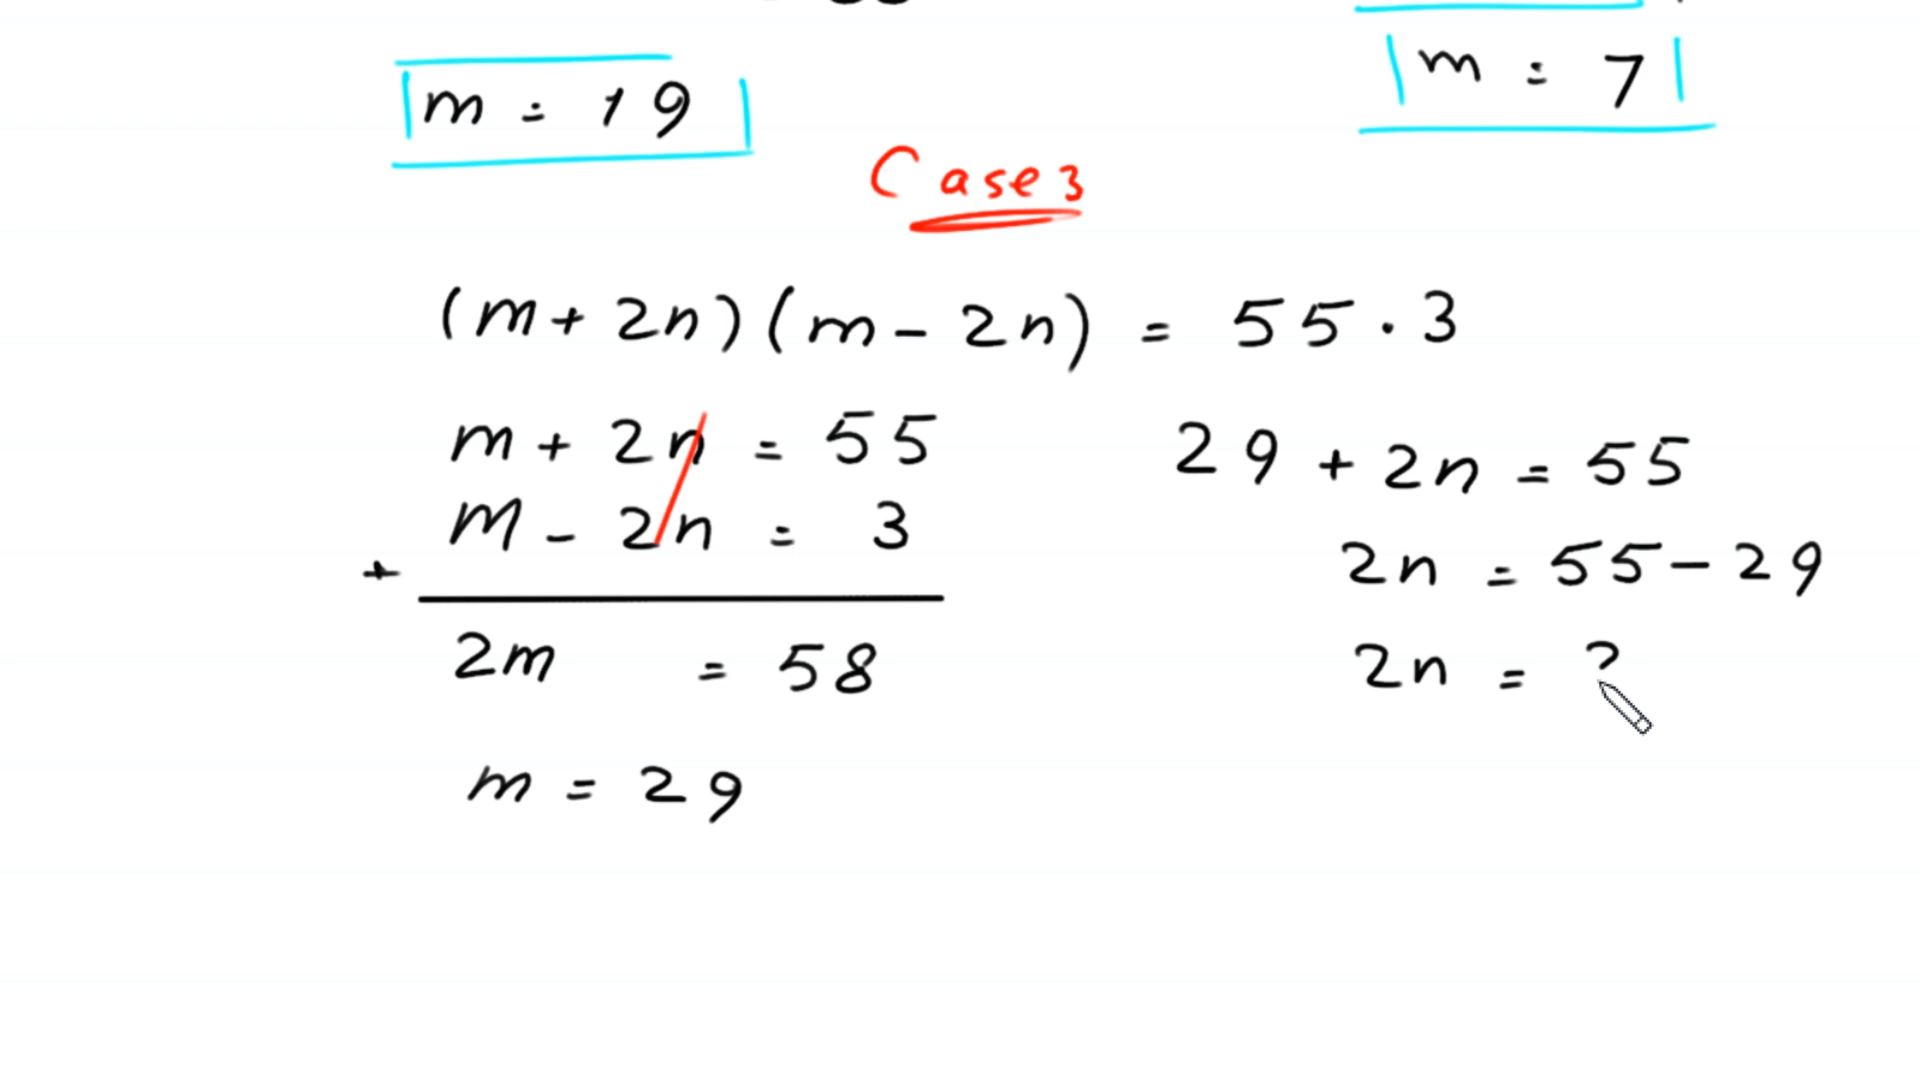 m = 19
m = 7
Case 3
(m + 2n)(m - 2n) = 55 · 3
m + 2n = 55
m - 2n = 3
+
2m = 58
m = 29
29 + 2n = 55
2n = 55 - 29
2n = ?